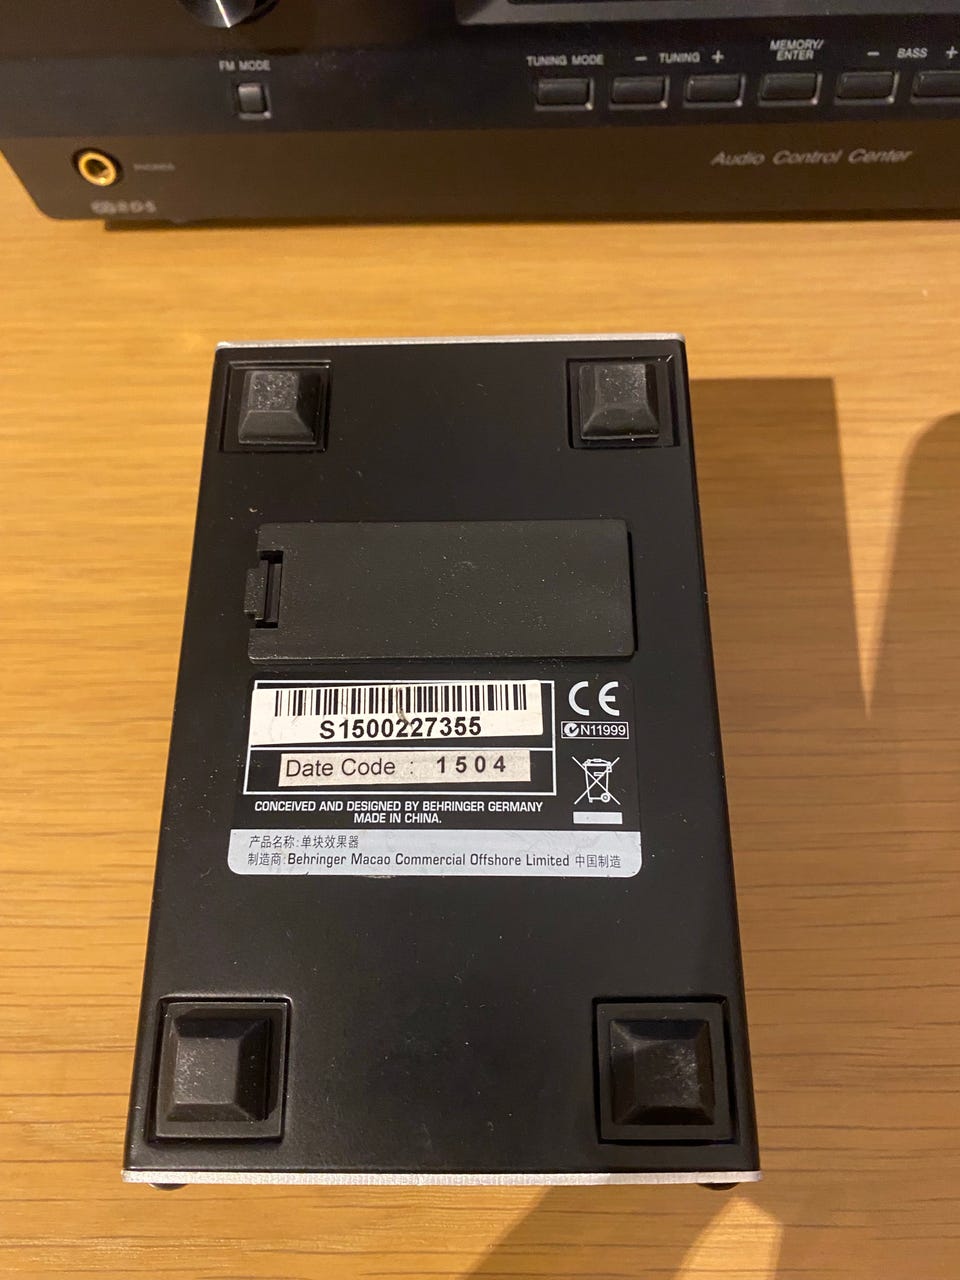 FM MODE
TUNING MODE
− TUNING +
MEMORY/
ENTER
− BASS +
PHONES
Audio Control Center
S1500227355
Date Code : 1504
CE
N11999
CONCEIVED AND DESIGNED BY BEHRINGER GERMANY
MADE IN CHINA.
产品名称:单块效果器
制造商:Behringer Macao Commercial Offshore Limited 中国制造